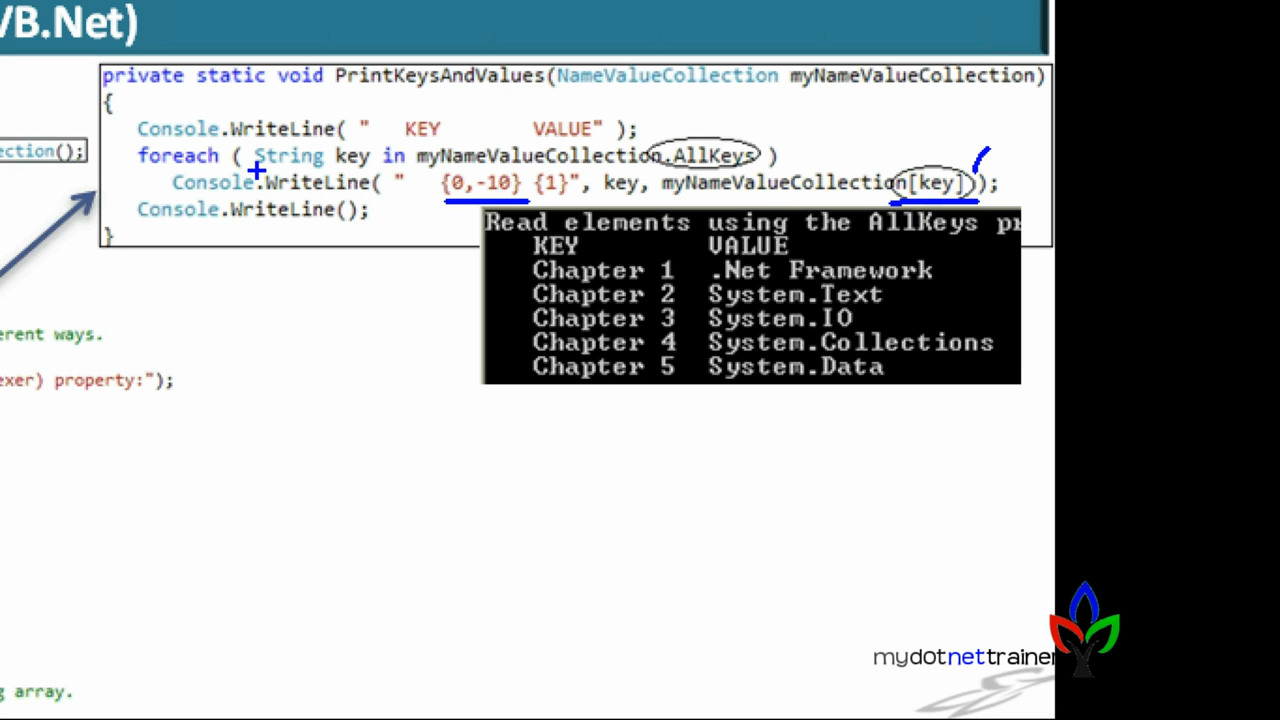 VB.Net)
private static void PrintKeysAndValues(NameValueCollection myNameValueCollection)
{
Console.WriteLine( "   KEY        VALUE" );
ection();
foreach ( String key in myNameValueCollection.AllKeys )
Console.WriteLine( "   {0,-10} {1}", key, myNameValueCollection[key] );
Console.WriteLine();
}
Read elements using the AllKeys pr
KEY        VALUE
Chapter 1  .Net Framework
Chapter 2  System.Text
Chapter 3  System.IO
Chapter 4  System.Collections
Chapter 5  System.Data
erent ways.
exer) property:");
mydotnettrainer
g array.